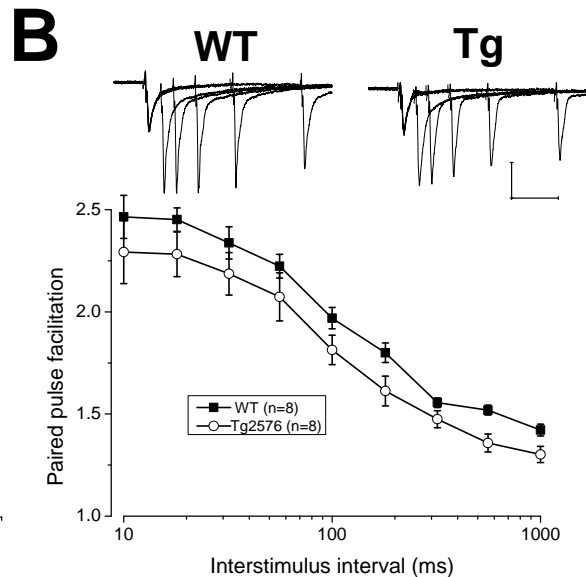 B
WT
Tg
2.5
2.0
1.5
1.0
Paired pulse facilitation
WT (n=8)
Tg2576 (n=8)
10
100
1000
Interstimulus interval (ms)